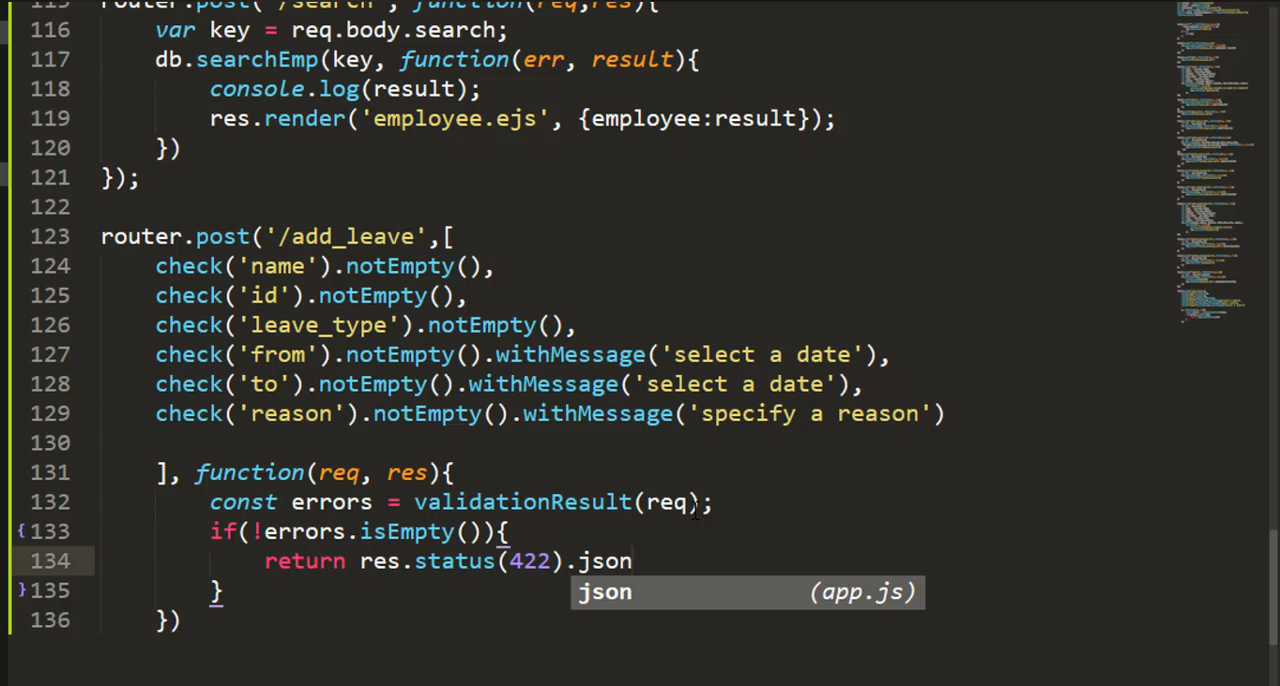 115 router.post('/search', function(req,res){
116 var key = req.body.search;
117 db.searchEmp(key, function(err, result){
118 console.log(result);
119 res.render('employee.ejs', {employee:result});
120 })
121 });
122
123 router.post('/add_leave',[
124 check('name').notEmpty(),
125 check('id').notEmpty(),
126 check('leave_type').notEmpty(),
127 check('from').notEmpty().withMessage('select a date'),
128 check('to').notEmpty().withMessage('select a date'),
129 check('reason').notEmpty().withMessage('specify a reason')
130
131 ], function(req, res){
132 const errors = validationResult(req);
{133 if(!errors.isEmpty()){
134 return res.status(422).json
}135 }
json (app.js)
136 })